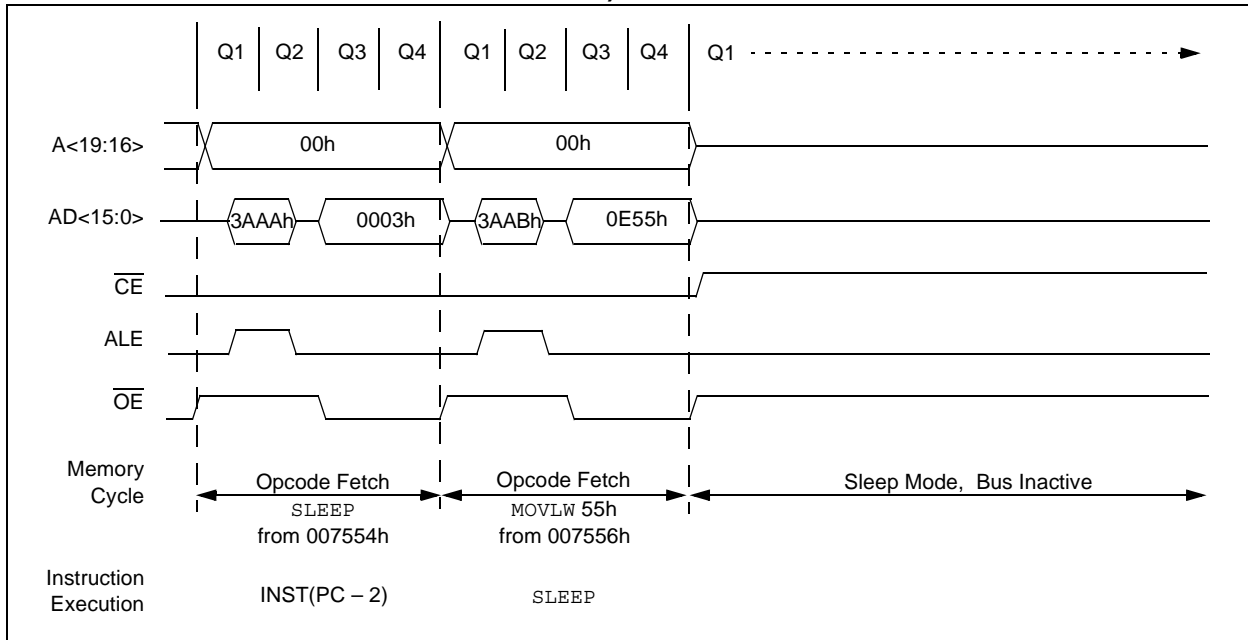 Q1 Q2 Q3 Q4 Q1 Q2 Q3 Q4 Q1
A<19:16> 00h 00h
AD<15:0> 3AAAh 0003h 3AABh 0E55h
CE
ALE
OE
Memory
Cycle
Opcode Fetch
SLEEP
from 007554h
Opcode Fetch
MOVLW 55h
from 007556h
Sleep Mode, Bus Inactive
Instruction
Execution
INST(PC – 2) SLEEP